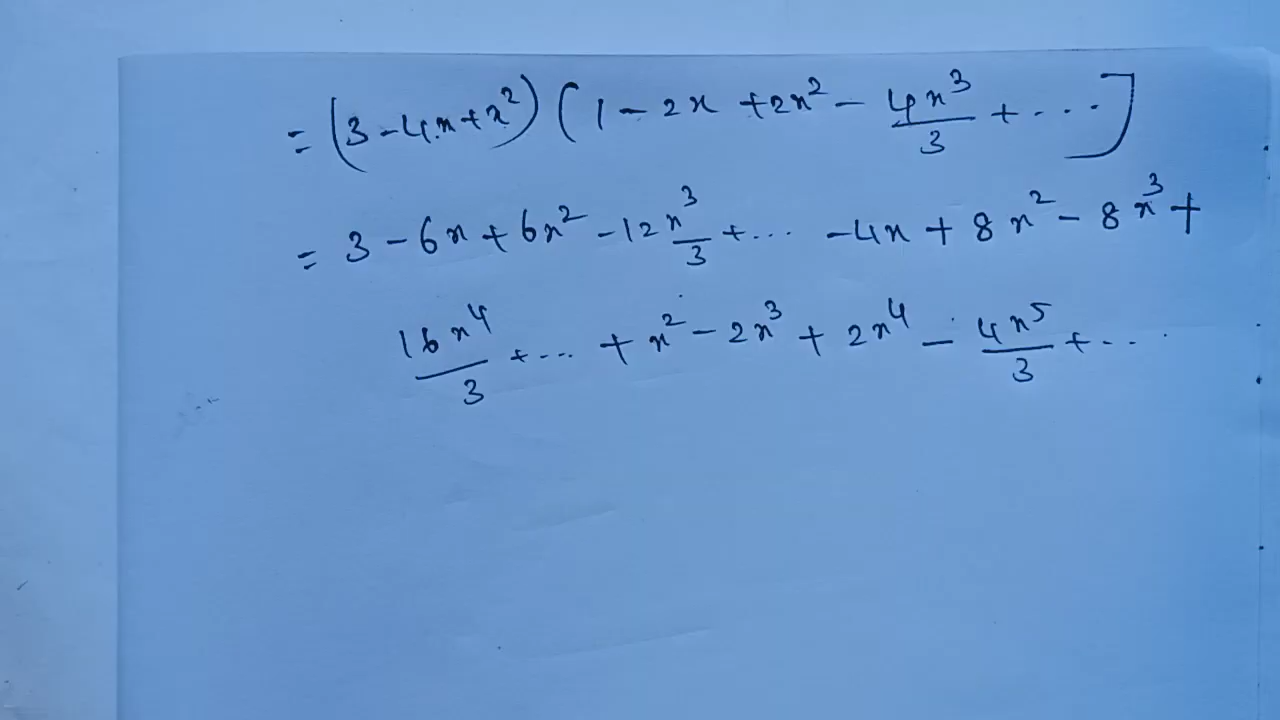 = (3 - 4x + x²) (1 - 2x + 2x² - 4x³/3 + ....]
= 3 - 6x + 6x² - 12x³/3 + ... - 4x + 8x² - 8x³ +
16x⁴/3 + ... + x² - 2x³ + 2x⁴ - 4x⁵/3 + ....